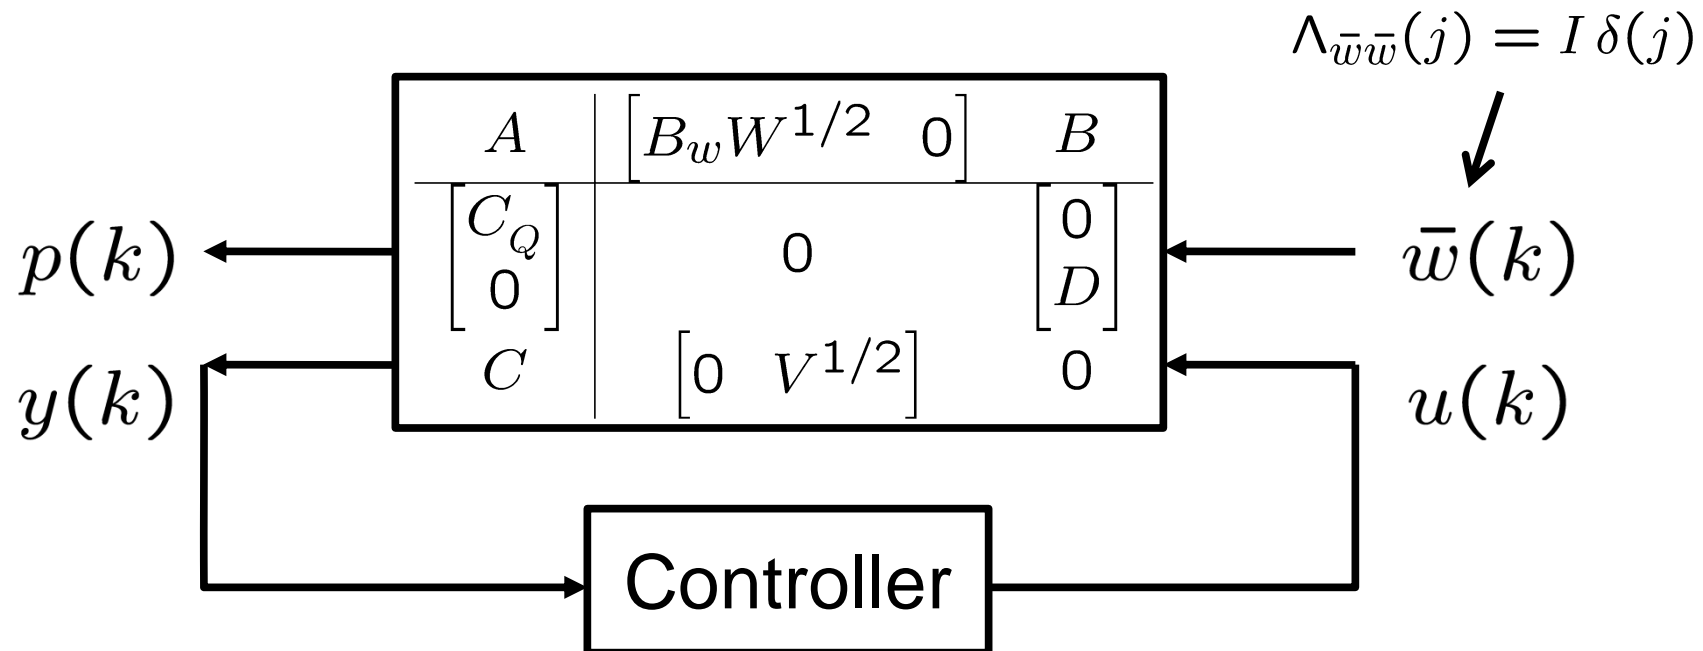 Λ_{w̄w̄}(j) = I δ(j)
A [B_w W^{1/2} 0] B
p(k) [C_Q 0] 0 [0 D] w̄(k)
y(k) C [0 V^{1/2}] 0 u(k)
Controller